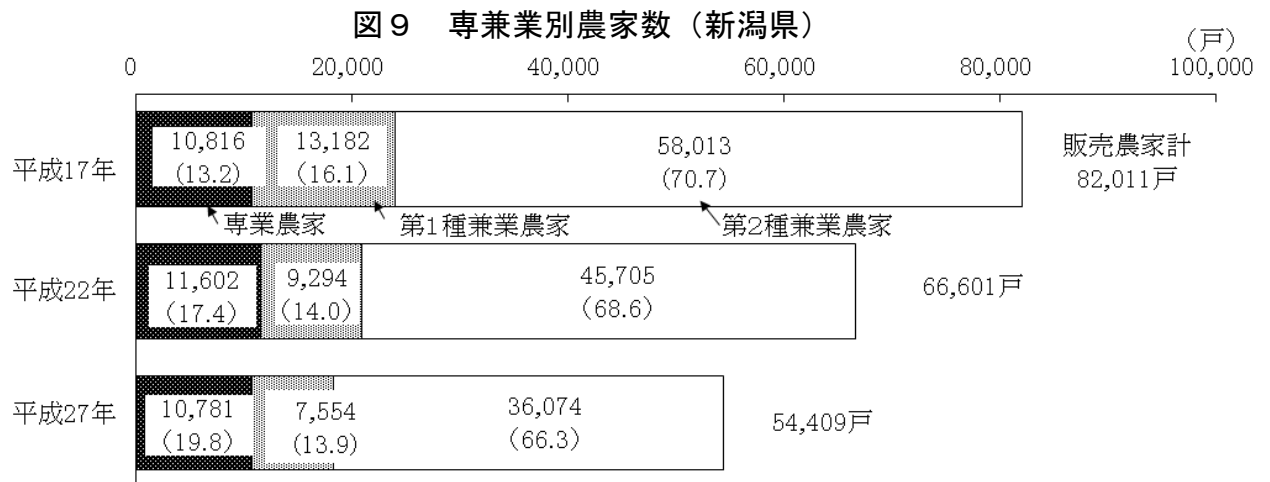 図９　専兼業別農家数（新潟県）
（戸）
0 20,000 40,000 60,000 80,000 100,000
平成17年
10,816
(13.2)
13,182
(16.1)
58,013
(70.7)
販売農家計
82,011戸
専業農家
第1種兼業農家
第2種兼業農家
平成22年
11,602
(17.4)
9,294
(14.0)
45,705
(68.6)
66,601戸
平成27年
10,781
(19.8)
7,554
(13.9)
36,074
(66.3)
54,409戸